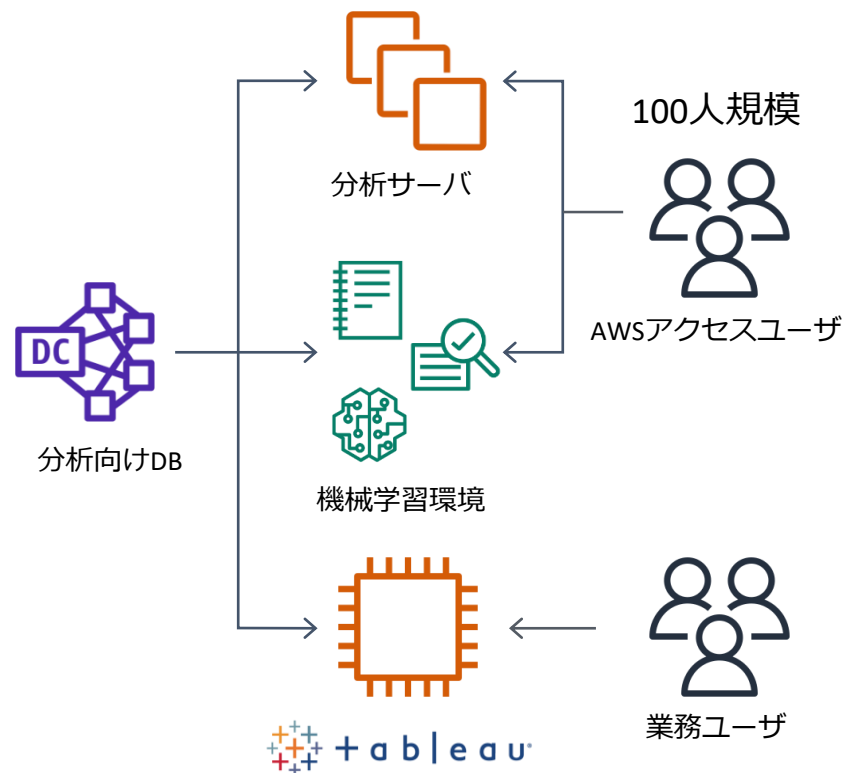 100人規模
分析サーバ
AWSアクセスユーザ
DC
分析向けDB
機械学習環境
業務ユーザ
+ableau